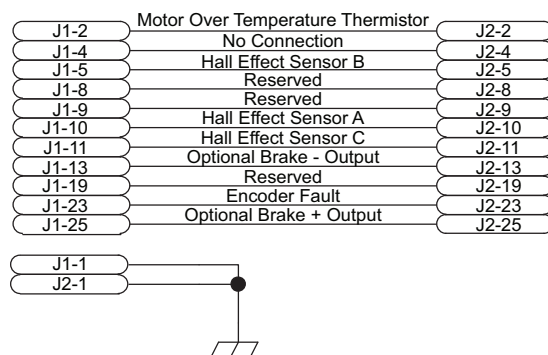 J1-2 Motor Over Temperature Thermistor J2-2
J1-4 No Connection J2-4
J1-5 Hall Effect Sensor B J2-5
J1-8 Reserved J2-8
J1-9 Reserved J2-9
J1-10 Hall Effect Sensor A J2-10
J1-11 Hall Effect Sensor C J2-11
J1-13 Optional Brake - Output J2-13
J1-19 Reserved J2-19
J1-23 Encoder Fault J2-23
J1-25 Optional Brake + Output J2-25
J1-1
J2-1